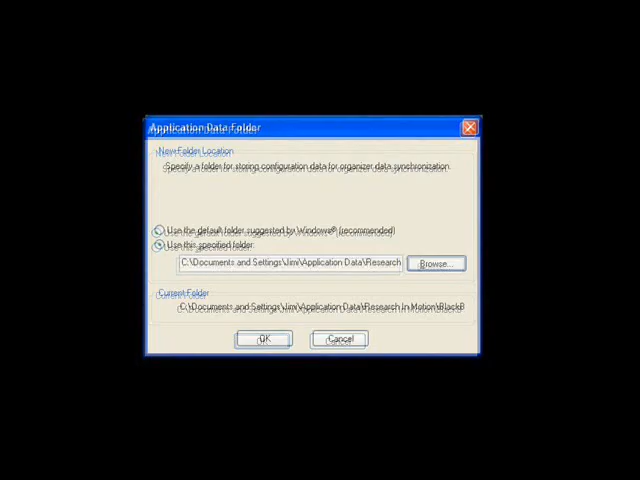 Application Data Folder
New Folder Location
Specify a folder for storing configuration data for organizer data synchronization.
Use the default folder suggested by Windows® (recommended)
Use this specified folder:
C:\Documents and Settings\Jim\Application Data\Research
Browse...
Current Folder
C:\Documents and Settings\Jim\Application Data\Research In Motion\BlackB
OK
Cancel